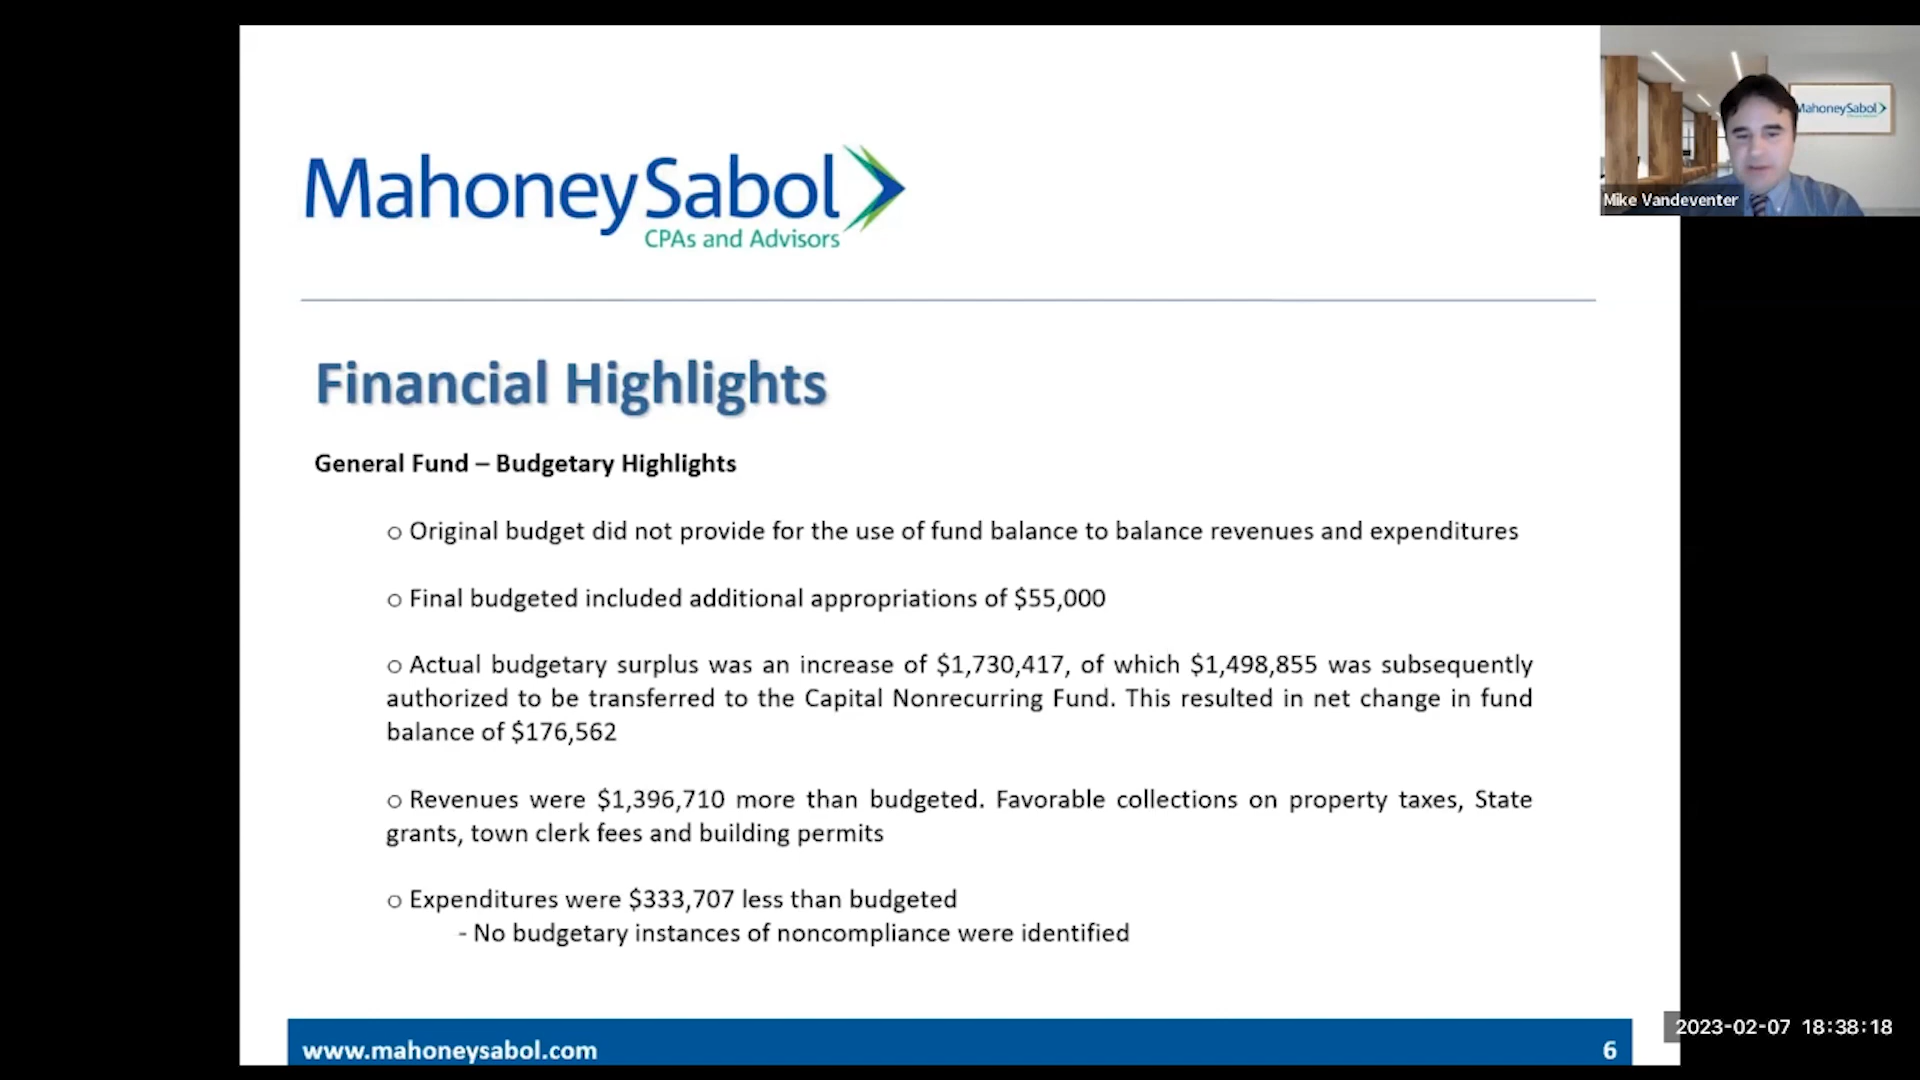 MahoneySabol
CPAs and Advisors
MahoneySabol
Mike Vandeventer
Financial Highlights
General Fund – Budgetary Highlights
o Original budget did not provide for the use of fund balance to balance revenues and expenditures
o Final budgeted included additional appropriations of $55,000
o Actual budgetary surplus was an increase of $1,730,417, of which $1,498,855 was subsequently
authorized to be transferred to the Capital Nonrecurring Fund. This resulted in net change in fund
balance of $176,562
o Revenues were $1,396,710 more than budgeted. Favorable collections on property taxes, State
grants, town clerk fees and building permits
o Expenditures were $333,707 less than budgeted
- No budgetary instances of noncompliance were identified
www.mahoneysabol.com
6
2023-02-07 18:38:18